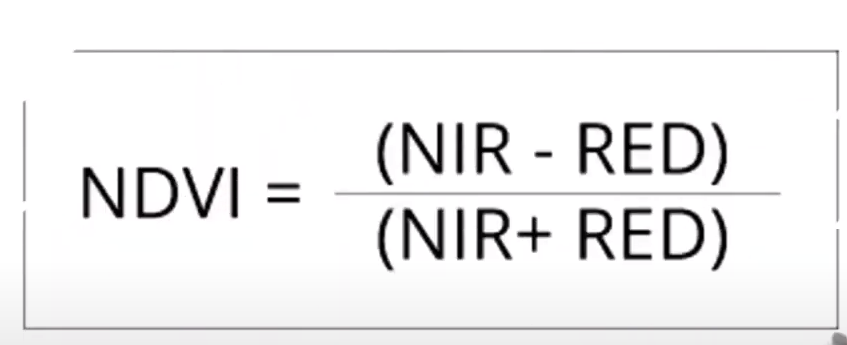 NDVI = (NIR - RED)
(NIR+ RED)